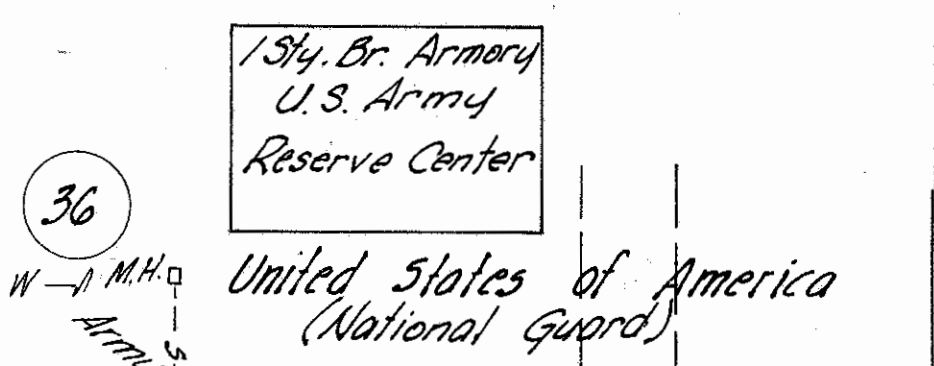 1 Sty. Br. Armory
U.S. Army
Reserve Center
36
W M.H.
United States of America
(National Guard)